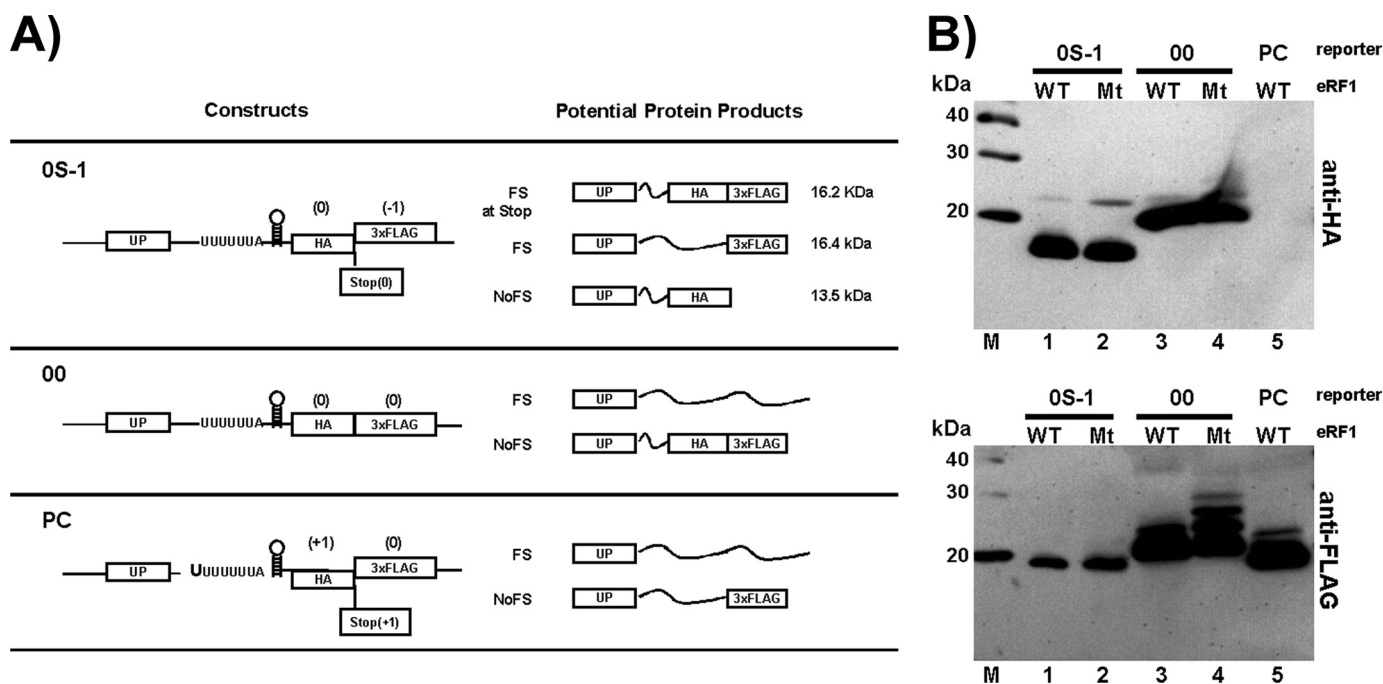 A)
Constructs Potential Protein Products
0S-1
(0) (-1)
UP UUUUUUA HA 3xFLAG
Stop(0)
FS at Stop UP HA 3xFLAG 16.2 KDa
FS UP 3xFLAG 16.4 kDa
NoFS UP HA 13.5 kDa
00
(0) (0)
UP UUUUUUA HA 3xFLAG
FS UP
NoFS UP HA 3xFLAG
PC
(+1) (0)
UP UUUUUUUA HA 3xFLAG
Stop(+1)
FS UP
NoFS UP 3xFLAG
B)
0S-1 00 PC reporter
kDa WT Mt WT Mt WT eRF1
40
30
20
anti-HA
M 1 2 3 4 5
0S-1 00 PC reporter
kDa WT Mt WT Mt WT eRF1
40
30
20
anti-FLAG
M 1 2 3 4 5